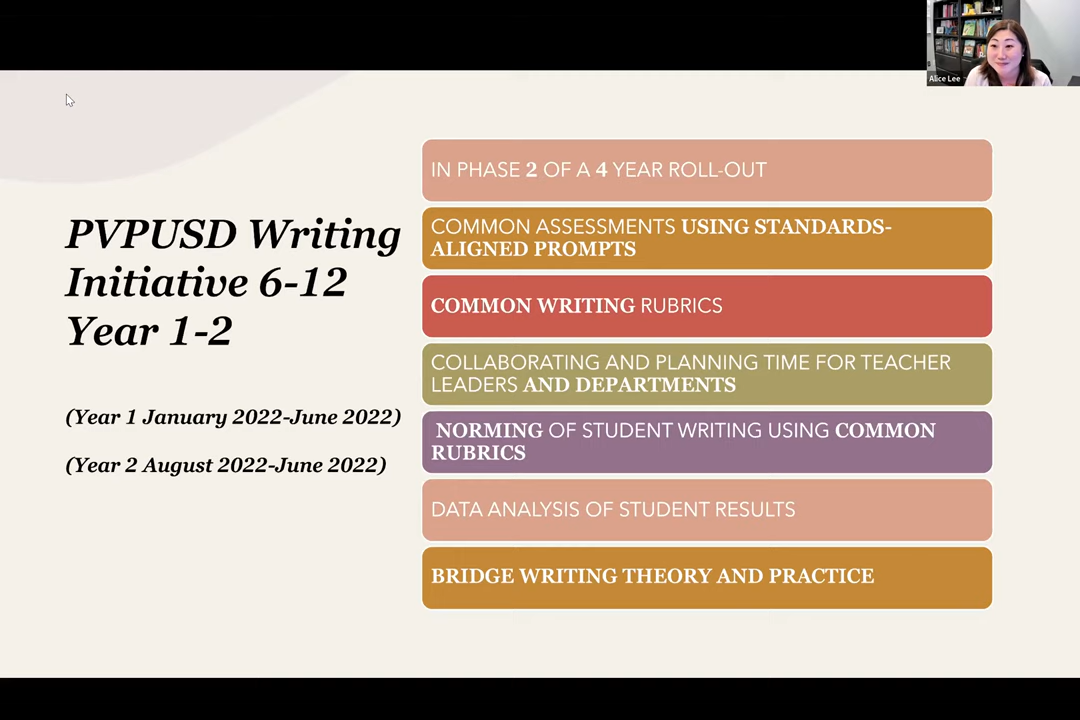 Alice Lee
PVPUSD Writing
Initiative 6-12
Year 1-2
(Year 1 January 2022-June 2022)
(Year 2 August 2022-June 2022)
IN PHASE 2 OF A 4 YEAR ROLL-OUT
COMMON ASSESSMENTS USING STANDARDS-
ALIGNED PROMPTS
COMMON WRITING RUBRICS
COLLABORATING AND PLANNING TIME FOR TEACHER
LEADERS AND DEPARTMENTS
NORMING OF STUDENT WRITING USING COMMON
RUBRICS
DATA ANALYSIS OF STUDENT RESULTS
BRIDGE WRITING THEORY AND PRACTICE